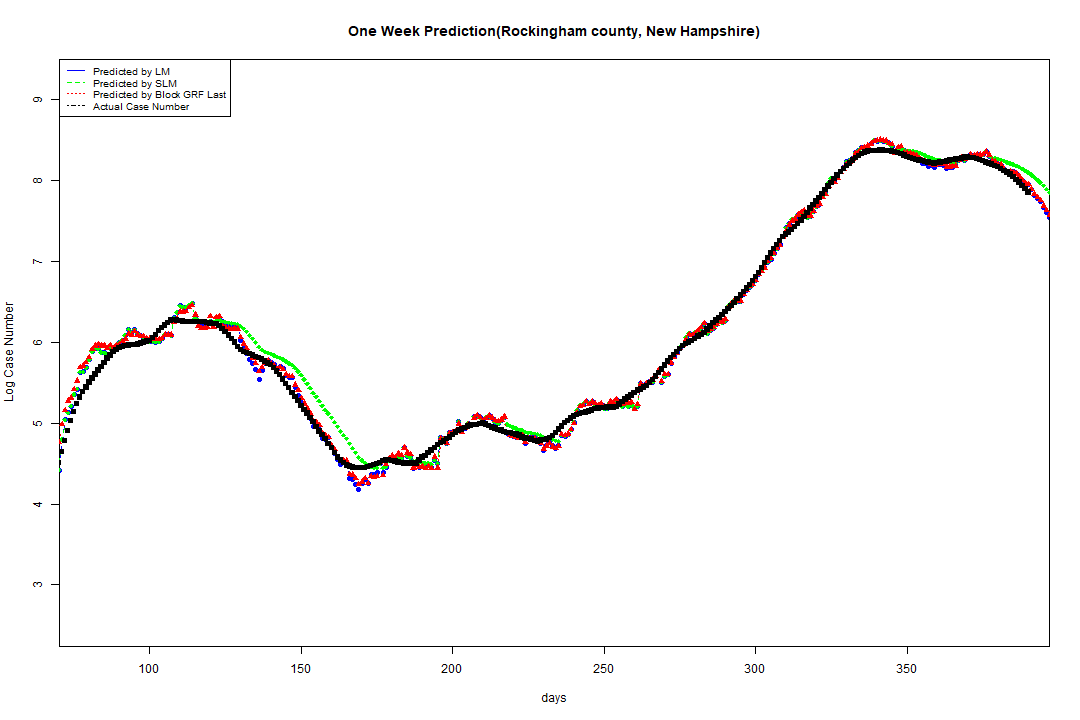 One Week Prediction(Rockingham county, New Hampshire)
Predicted by LM
Predicted by SLM
Predicted by Block GRF Last
Actual Case Number
Log Case Number
9
8
7
6
5
4
3
100 150 200 250 300 350
days